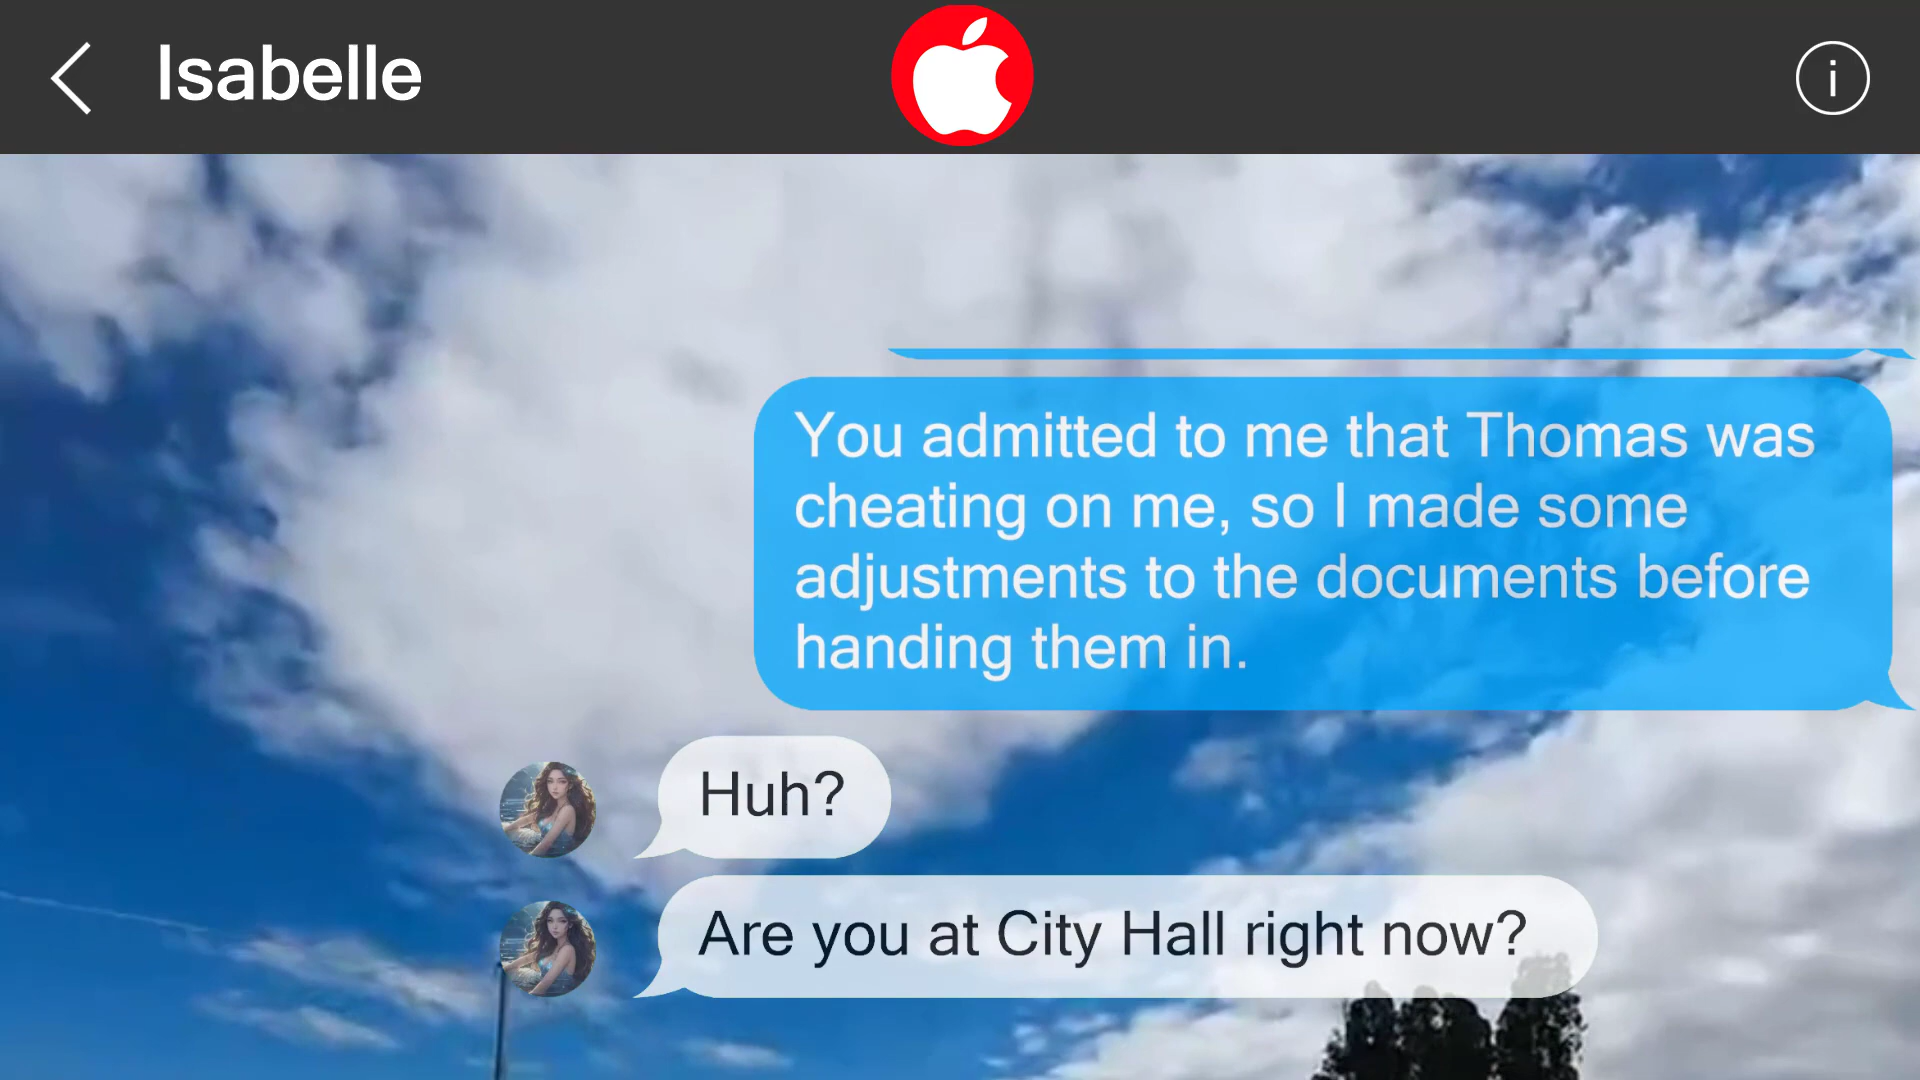 Isabelle
i
You admitted to me that Thomas was
cheating on me, so I made some
adjustments to the documents before
handing them in.
Huh?
Are you at City Hall right now?